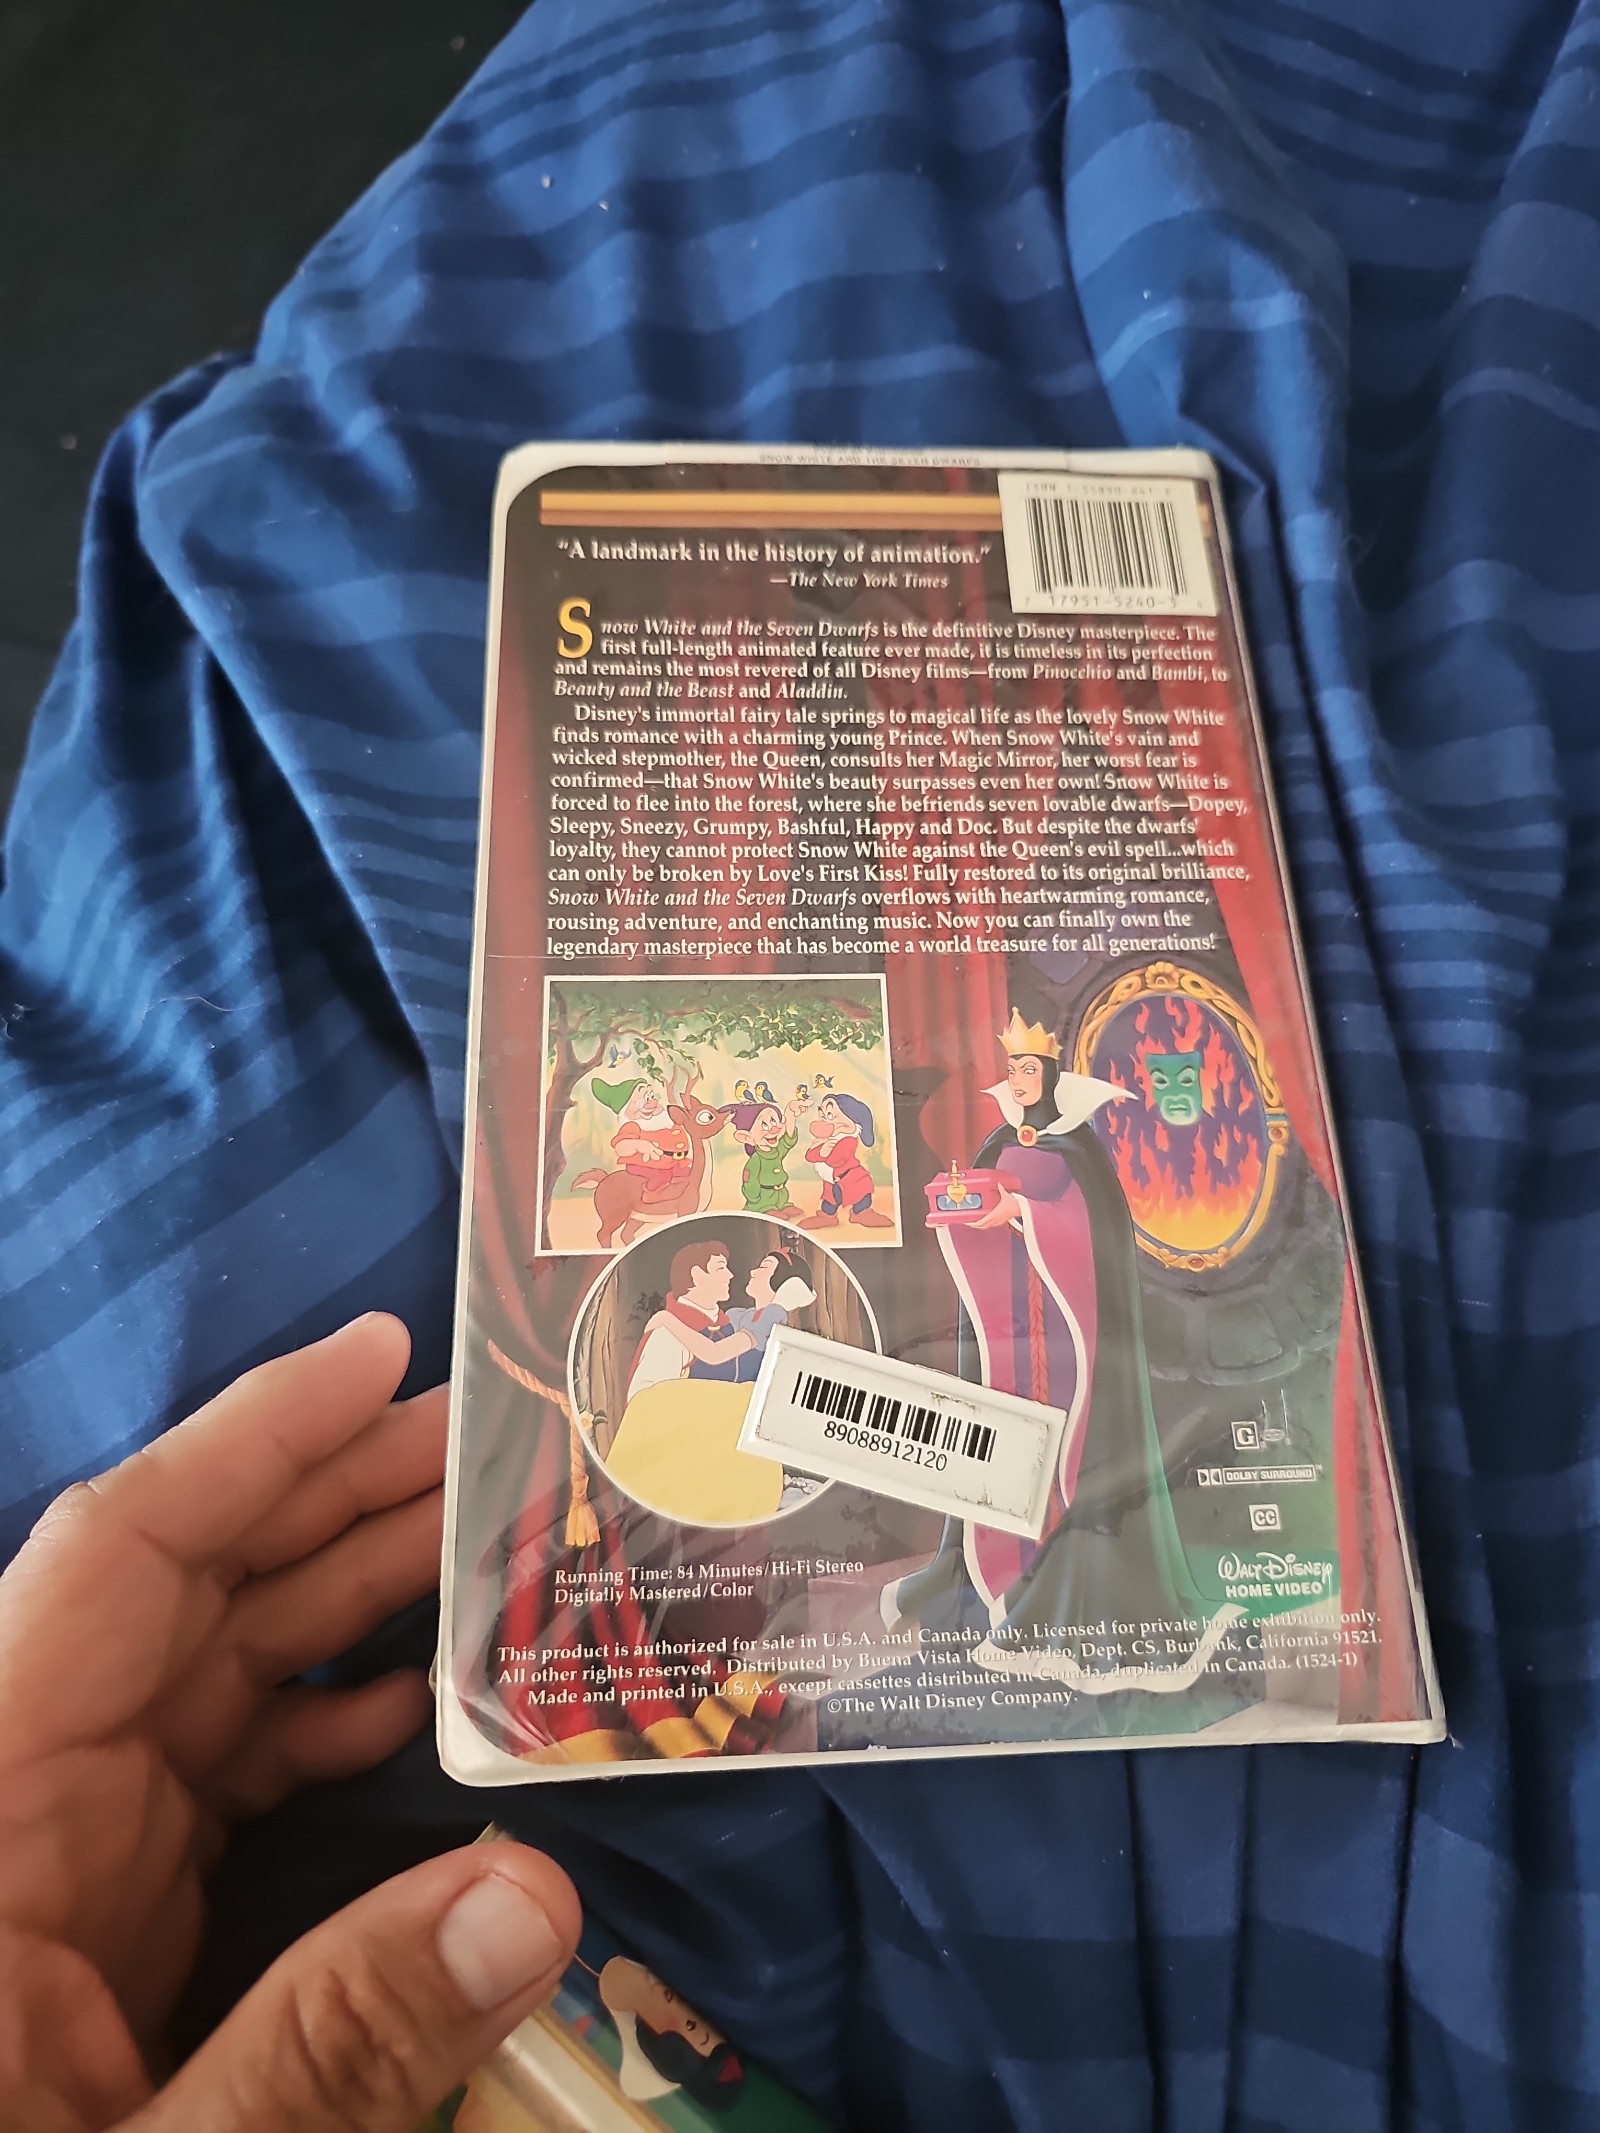 SNOW WHITE AND THE SEVEN DWARFS
"A landmark in the history of animation."
—The New York Times
ISBN 1-55890-
17951-5240-3
Snow White and the Seven Dwarfs is the definitive Disney masterpiece. The
first full-length animated feature ever made, it is timeless in its perfection
and remains the most revered of all Disney films—from Pinocchio and Bambi, to
Beauty and the Beast and Aladdin.
Disney's immortal fairy tale springs to magical life as the lovely Snow White
finds romance with a charming young Prince. When Snow White's vain and
wicked stepmother, the Queen, consults her Magic Mirror, her worst fear is
confirmed—that Snow White's beauty surpasses even her own! Snow White is
forced to flee into the forest, where she befriends seven lovable dwarfs—Dopey,
Sleepy, Sneezy, Grumpy, Bashful, Happy and Doc. But despite the dwarfs'
loyalty, they cannot protect Snow White against the Queen's evil spell...which
can only be broken by Love's First Kiss! Fully restored to its original brilliance,
Snow White and the Seven Dwarfs overflows with heartwarming romance,
rousing adventure, and enchanting music. Now you can finally own the
legendary masterpiece that has become a world treasure for all generations!
89088912120
G
DOLBY SURROUND™
CC
Walt Disney
HOME VIDEO
Running Time: 84 Minutes/Hi-Fi Stereo
Digitally Mastered/Color
This product is authorized for sale in U.S.A. and Canada only. Licensed for private home exhibition only.
All other rights reserved. Distributed by Buena Vista Home Video, Dept. CS, Burbank, California 91521.
Made and printed in U.S.A., except cassettes distributed in Canada, duplicated in Canada. (1524-1)
©The Walt Disney Company.